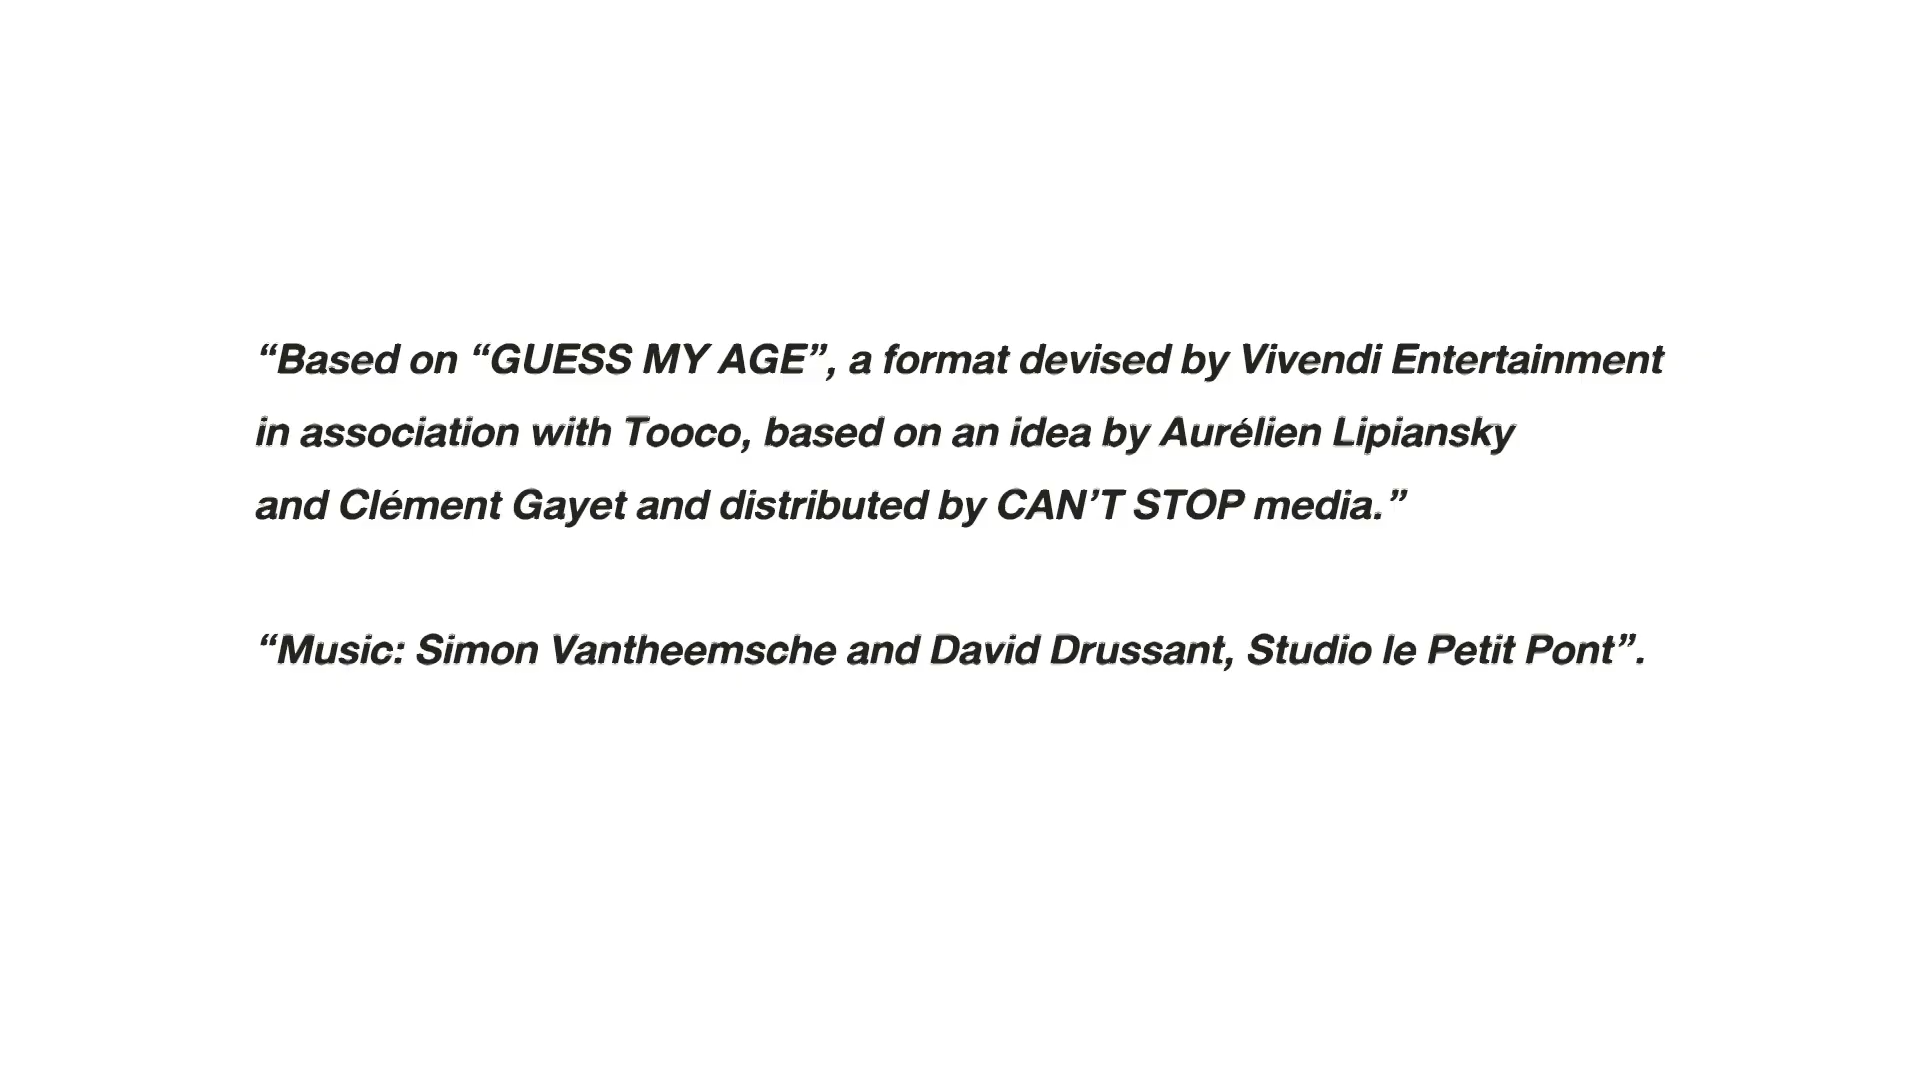 “Based on “GUESS MY AGE”, a format devised by Vivendi Entertainment
in association with Tooco, based on an idea by Aurélien Lipiansky
and Clément Gayet and distributed by CAN’T STOP media.”
“Music: Simon Vantheemsche and David Drussant, Studio le Petit Pont”.